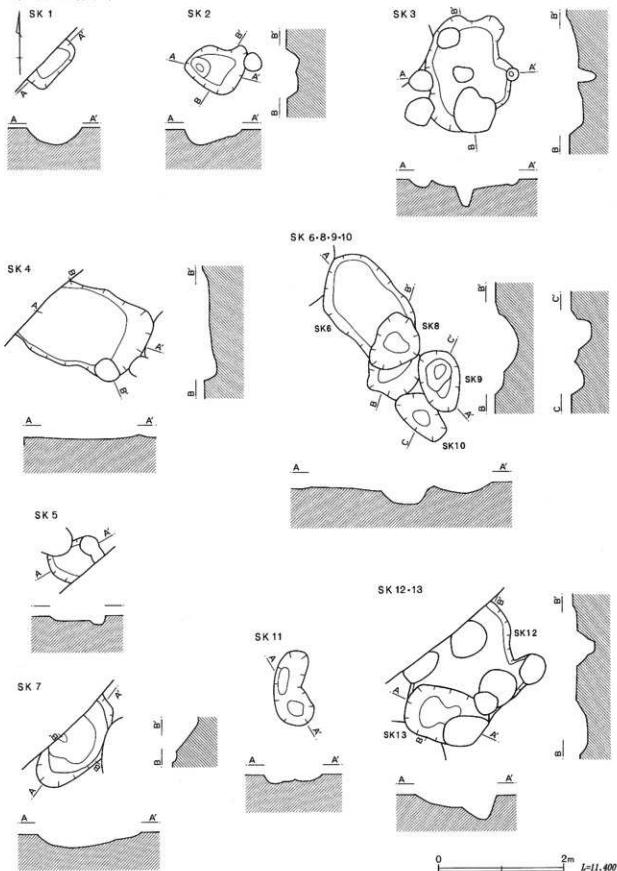 SK 1
A
A'
A
A'
SK 2
A
B'
A'
B
B'
B
A
A'
SK 3
B'
A
A'
B
B'
B
A
A'
SK 4
B
A
A'
B'
B'
B
A
A'
SK 6・8・9・10
A
B'
SK6
SK8
C'
SK9
B
A'
C
SK10
B'
B
C'
C
A
A'
SK 5
A
A'
SK 7
A'
B'
B
A
B'
B
A
A'
SK 11
A
A'
A
A'
SK 12・13
B'
SK12
A
SK13
B
A'
B'
B
A
A'
0
2m
L=11.400